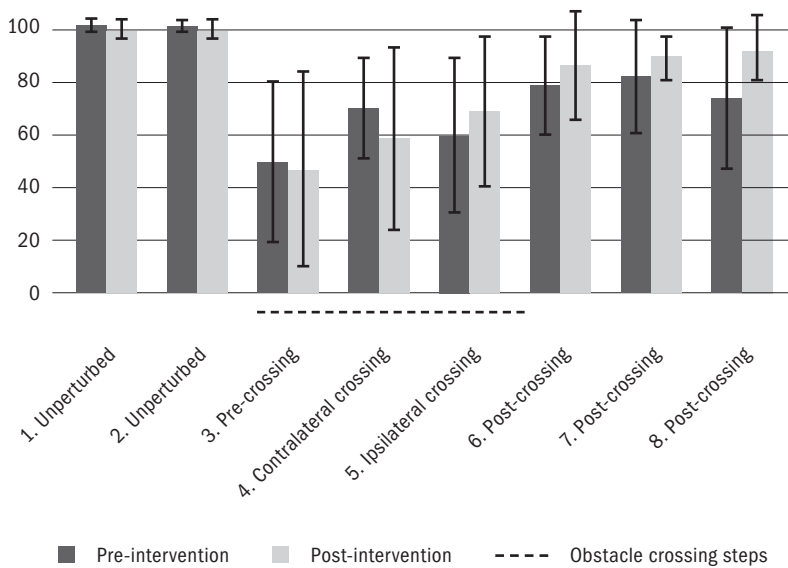 100
80
60
40
20
0
1. Unperturbed
2. Unperturbed
3. Pre-crossing
4. Contralateral crossing
5. Ipsilateral crossing
6. Post-crossing
7. Post-crossing
8. Post-crossing
Pre-intervention Post-intervention Obstacle crossing steps